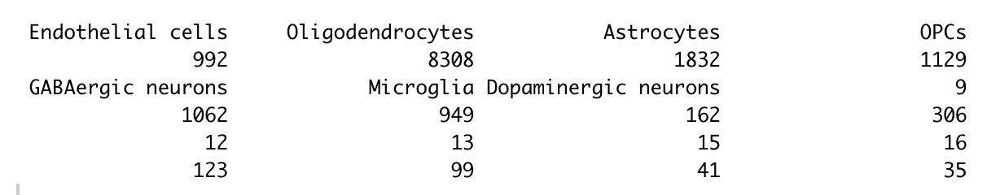 Endothelial cells Oligodendrocytes Astrocytes OPCs
992 8308 1832 1129
GABAergic neurons Microglia Dopaminergic neurons 9
1062 949 162 306
12 13 15 16
123 99 41 35